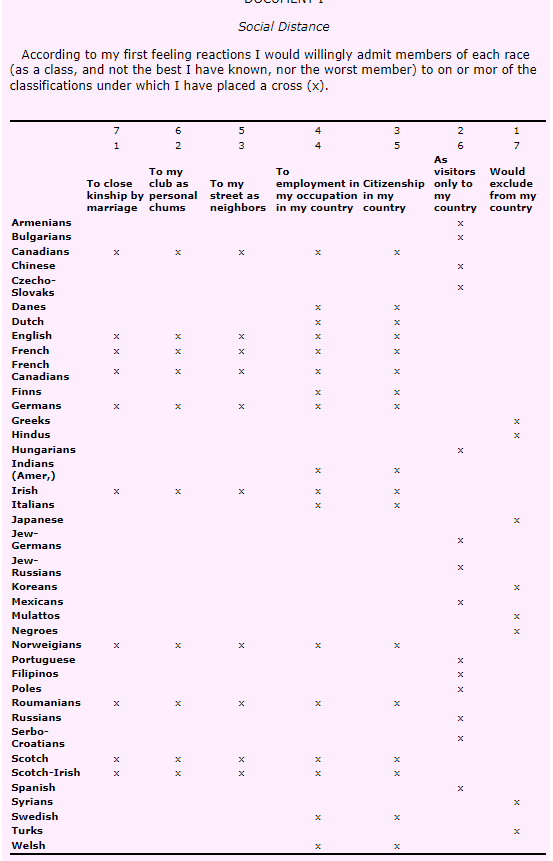 DOCUMENT I
Social Distance
According to my first feeling reactions I would willingly admit members of each race
(as a class, and not the best I have known, nor the worst member) to on or mor of the
classifications under which I have placed a cross (x).
7 6 5 4 3 2 1
1 2 3 4 5 6 7
As
To my To visitors Would
To close club as To my employment in Citizenship only to exclude
kinship by personal street as my occupation in my my from my
marriage chums neighbors in my country country country country
Armenians x
Bulgarians x
Canadians x x x x x
Chinese x
Czecho-
Slovaks x
Danes x x
Dutch x x
English x x x x x
French x x x x x
French
Canadians x x x x x
Finns x x
Germans x x x x x
Greeks x
Hindus x
Hungarians x
Indians
(Amer,) x x
Irish x x x x x
Italians x x
Japanese x
Jew-
Germans x
Jew-
Russians x
Koreans x
Mexicans x
Mulattos x
Negroes x
Norweigians x x x x x
Portuguese x
Filipinos x
Poles x
Roumanians x x x x x
Russians x
Serbo-
Croatians x
Scotch x x x x x
Scotch-Irish x x x x x
Spanish x
Syrians x
Swedish x x
Turks x
Welsh x x